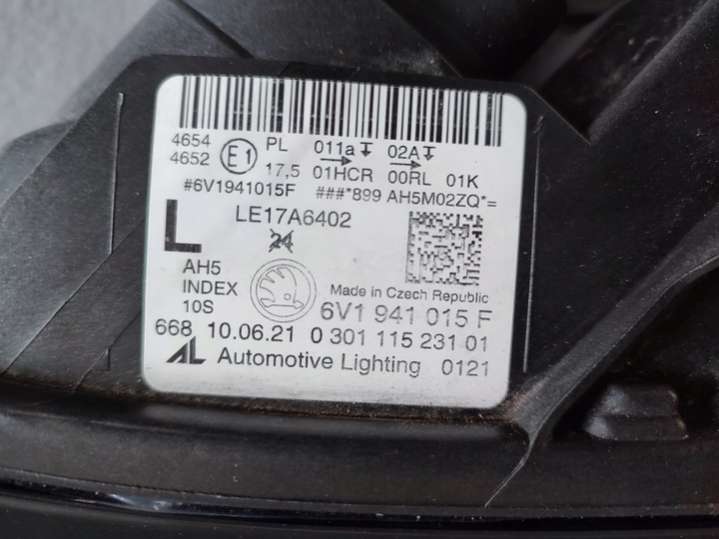 4654 E1 PL 011a 02A
4652 17,5 01HCR 00RL 01K
#6V1941015F ###*899 AH5M02ZQ*=
LE17A6402
24
L
AH5
INDEX
10S
Made in Czech Republic
6V1 941 015 F
668 10.06.21 0 301 115 231 01
AL Automotive Lighting 0121